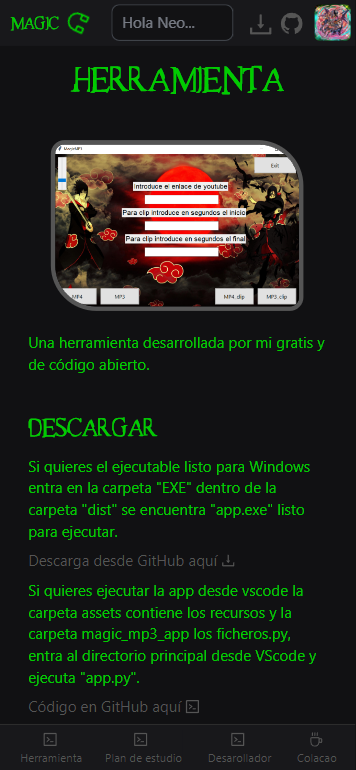 MAGIC
Hola Neo...
HERRAMIENTA
MagicMP3
Exit
Introduce el enlace de youtube
Para clip introduce en segundos el inicio
Para clip introduce en segundos el final
MP4
MP3
MP4. clip
MP3. clip
Una herramienta desarrollada por mi gratis y
de código abierto.
DESCARGAR
Si quieres el ejecutable listo para Windows
entra en la carpeta "EXE" dentro de la
carpeta "dist" se encuentra "app.exe" listo
para ejecutar.
Descarga desde GitHub aquí
Si quieres ejecutar la app desde vscode la
carpeta assets contiene los recursos y la
carpeta magic_mp3_app los ficheros.py,
entra al directorio principal desde VScode y
ejecuta "app.py".
Código en GitHub aquí
Herramienta
Plan de estudio
Desarollador
Colacao